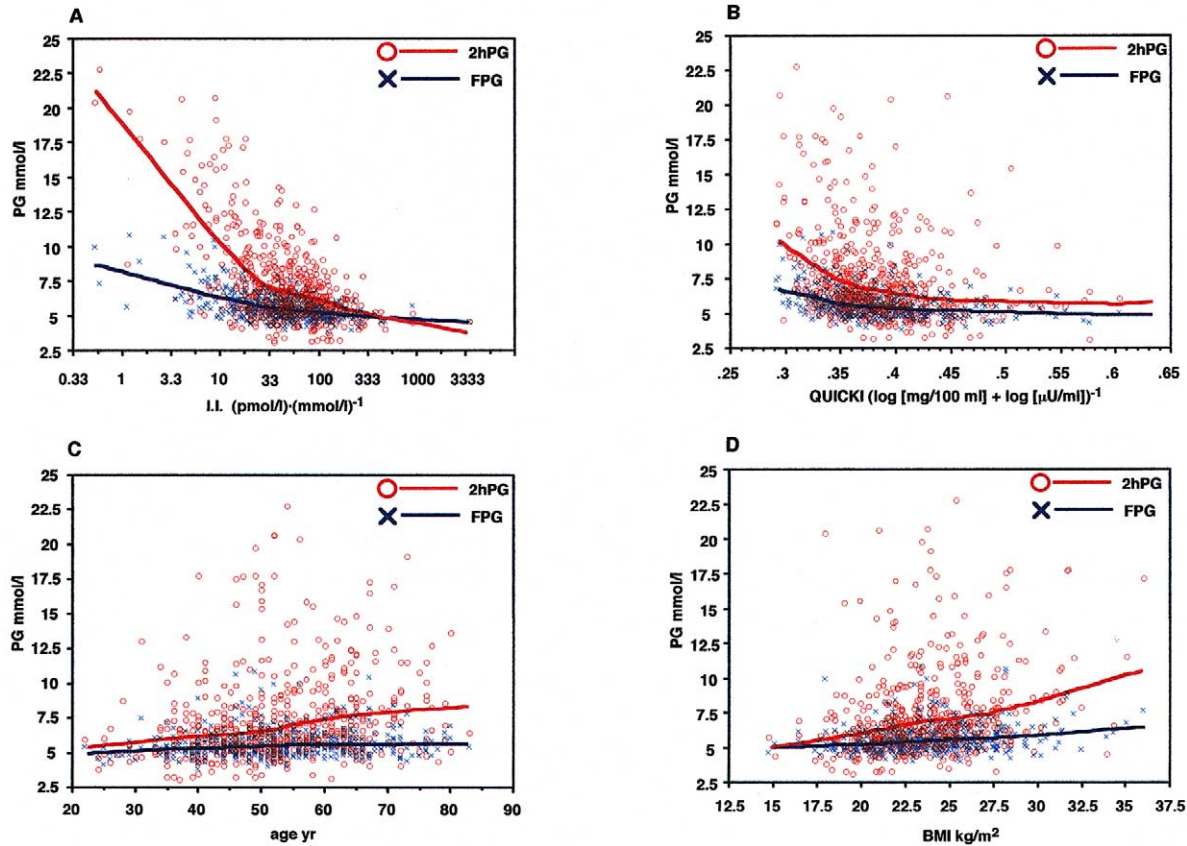 A
25
22.5
20
17.5
15
12.5
10
7.5
5
2.5
PG mmol/l
2hPG
FPG
0.33 1 3.3 10 33 100 333 1000 3333
I.I. (pmol/l)·(mmol/l)-1
B
25
22.5
20
17.5
15
12.5
10
7.5
5
2.5
PG mmol/l
2hPG
FPG
.25 .3 .35 .4 .45 .5 .55 .6 .65
QUICKI (log [mg/100 ml] + log [µU/ml])-1
C
25
22.5
20
17.5
15
12.5
10
7.5
5
2.5
PG mmol/l
2hPG
FPG
20 30 40 50 60 70 80 90
age yr
D
25
22.5
20
17.5
15
12.5
10
7.5
5
2.5
PG mmol/l
2hPG
FPG
12.5 15 17.5 20 22.5 25 27.5 30 32.5 35 37.5
BMI kg/m2